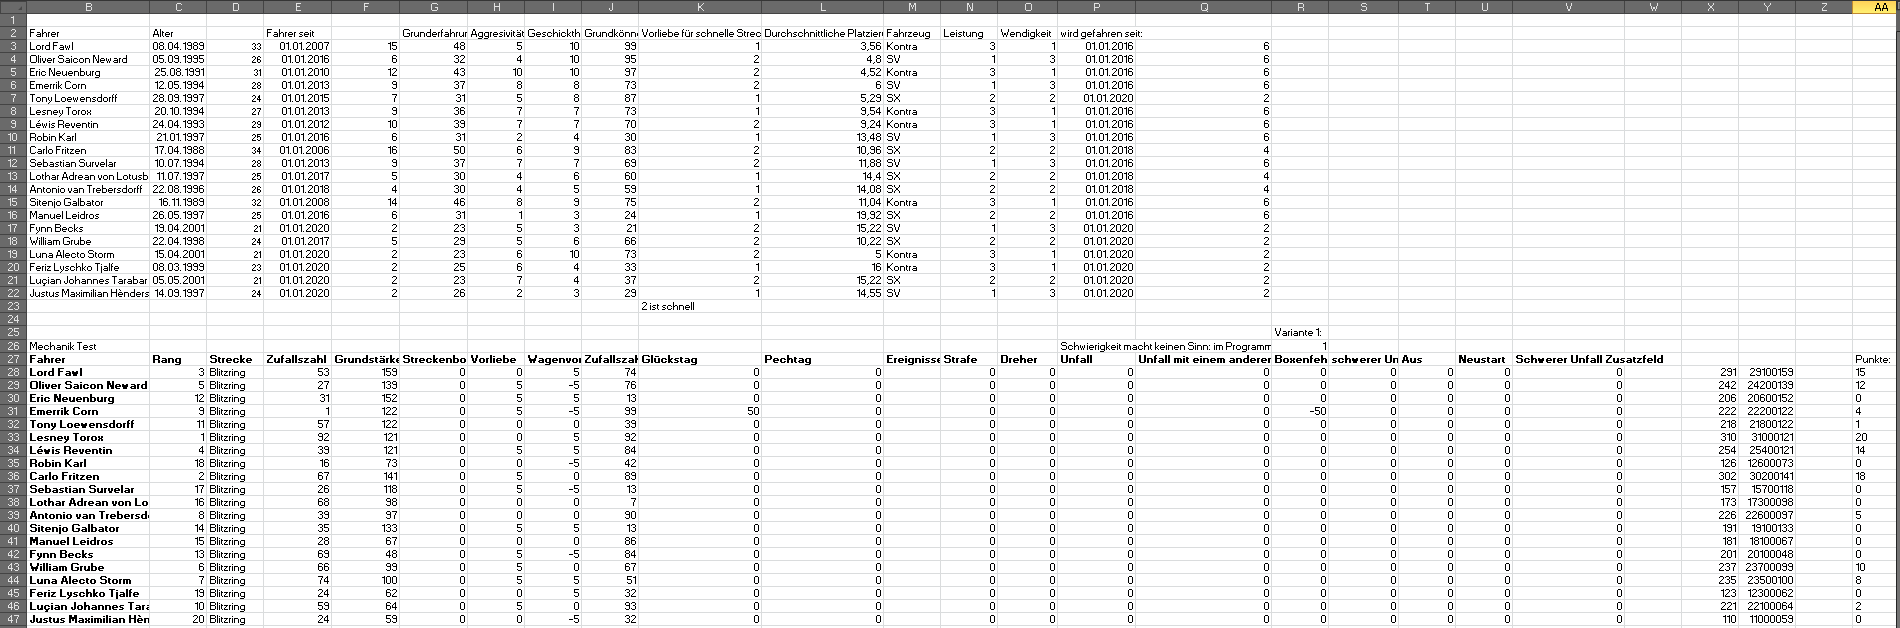 B C D E F G H I J K L M N O P Q R S T U V W X Y Z AA
1
2 Fahrer Alter Fahrer seit Grunderfahrun Aggresivität Geschickth Grundkönne Vorliebe für schnelle Strec Durchschnittliche Platzier Fahrzeug Leistung Wendigkeit wird gefahren seit:
3 Lord Fawl 08.04.1989 33 01.01.2007 15 48 5 10 99 1 3,56 Kontra 3 1 01.01.2016 6
4 Oliver Saicon Neward 05.09.1995 26 01.01.2016 6 32 4 10 95 2 4,8 SV 1 3 01.01.2016 6
5 Eric Neuenburg 25.08.1991 31 01.01.2010 12 43 10 10 97 2 4,52 Kontra 3 1 01.01.2016 6
6 Emerrik Corn 12.05.1994 28 01.01.2013 9 37 8 8 73 2 6 SV 1 3 01.01.2016 6
7 Tony Loewensdorff 28.09.1997 24 01.01.2015 7 31 5 8 87 1 5,29 SX 2 2 01.01.2020 2
8 Lesney Torox 20.10.1994 27 01.01.2013 9 36 7 7 73 1 9,54 Kontra 3 1 01.01.2016 6
9 Léwis Reventin 24.04.1993 29 01.01.2012 10 39 7 7 70 2 9,24 Kontra 3 1 01.01.2016 6
10 Robin Karl 21.01.1997 25 01.01.2016 6 31 2 4 30 1 13,48 SV 1 3 01.01.2016 6
11 Carlo Fritzen 17.04.1988 34 01.01.2006 16 50 6 9 83 2 10,96 SX 2 2 01.01.2018 4
12 Sebastian Survelar 10.07.1994 28 01.01.2013 9 37 7 7 69 2 11,88 SV 1 3 01.01.2016 6
13 Lothar Adrean von Lotusb 11.07.1997 25 01.01.2017 5 30 4 6 60 1 14,4 SX 2 2 01.01.2018 4
14 Antonio van Trebersdorff 22.08.1996 26 01.01.2018 4 30 4 5 59 1 14,08 SX 2 2 01.01.2018 4
15 Sitenjo Galbator 16.11.1989 32 01.01.2008 14 46 8 9 75 2 11,04 Kontra 3 1 01.01.2016 6
16 Manuel Leidros 26.05.1997 25 01.01.2016 6 31 1 3 24 1 19,92 SX 2 2 01.01.2016 6
17 Fynn Becks 19.04.2001 21 01.01.2020 2 23 5 3 21 2 15,22 SV 1 3 01.01.2020 2
18 William Grube 22.04.1998 24 01.01.2017 5 29 5 6 66 2 10,22 SX 2 2 01.01.2020 2
19 Luna Alecto Storm 15.04.2001 21 01.01.2020 2 23 6 10 73 2 5 Kontra 3 1 01.01.2020 2
20 Feriz Lyschko Tjalfe 08.03.1999 23 01.01.2020 2 25 6 4 33 1 16 Kontra 3 1 01.01.2020 2
21 Luçian Johannes Tarabar 05.05.2001 21 01.01.2020 2 23 7 4 37 2 15,22 SX 2 2 01.01.2020 2
22 Justus Maximilian Hènders 14.09.1997 24 01.01.2020 2 26 2 3 29 1 14,55 SV 1 3 01.01.2020 2
23 2 ist schnell
24
25 Variante 1:
26 Mechanik Test Schwierigkeit macht keinen Sinn: im Programm 1
27 Fahrer Rang Strecke Zufallszahl Grundstärke Streckenbo Vorliebe Wagenvor Zufallszah Glückstag Pechtag Ereigniss Strafe Dreher Unfall Unfall mit einem anderer Boxenfeh schwerer Un Aus Neustart Schwerer Unfall Zusatzfeld Punkte:
28 Lord Fawl 3 Blitzring 53 159 0 0 5 74 0 0 0 0 0 0 0 0 0 0 0 0 291 29100159 15
29 Oliver Saicon Neward 5 Blitzring 27 139 0 5 -5 76 0 0 0 0 0 0 0 0 0 0 0 0 242 24200139 12
30 Eric Neuenburg 12 Blitzring 31 152 0 5 5 13 0 0 0 0 0 0 0 0 0 0 0 0 206 20600152 0
31 Emerrik Corn 9 Blitzring 1 122 0 5 -5 99 50 0 0 0 0 0 0 -50 0 0 0 0 222 22200122 4
32 Tony Loewensdorff 11 Blitzring 57 122 0 0 0 39 0 0 0 0 0 0 0 0 0 0 0 0 218 21800122 1
33 Lesney Torox 1 Blitzring 92 121 0 0 5 92 0 0 0 0 0 0 0 0 0 0 0 0 310 31000121 20
34 Léwis Reventin 4 Blitzring 39 121 0 5 5 84 0 0 0 0 0 0 0 0 0 0 0 0 254 25400121 14
35 Robin Karl 18 Blitzring 16 73 0 0 -5 42 0 0 0 0 0 0 0 0 0 0 0 0 126 12600073 0
36 Carlo Fritzen 2 Blitzring 67 141 0 5 0 89 0 0 0 0 0 0 0 0 0 0 0 0 302 30200141 18
37 Sebastian Survelar 17 Blitzring 26 118 0 5 -5 13 0 0 0 0 0 0 0 0 0 0 0 0 157 15700118 0
38 Lothar Adrean von Lo 16 Blitzring 68 98 0 0 0 7 0 0 0 0 0 0 0 0 0 0 0 0 173 17300098 0
39 Antonio van Trebersd 8 Blitzring 39 97 0 0 0 90 0 0 0 0 0 0 0 0 0 0 0 0 226 22600097 5
40 Sitenjo Galbator 14 Blitzring 35 133 0 5 5 13 0 0 0 0 0 0 0 0 0 0 0 0 191 19100133 0
41 Manuel Leidros 15 Blitzring 28 67 0 0 0 86 0 0 0 0 0 0 0 0 0 0 0 0 181 18100067 0
42 Fynn Becks 13 Blitzring 69 48 0 5 -5 84 0 0 0 0 0 0 0 0 0 0 0 0 201 20100048 0
43 William Grube 6 Blitzring 66 99 0 5 0 67 0 0 0 0 0 0 0 0 0 0 0 0 237 23700099 10
44 Luna Alecto Storm 7 Blitzring 74 100 0 5 5 51 0 0 0 0 0 0 0 0 0 0 0 0 235 23500100 8
45 Feriz Lyschko Tjalfe 19 Blitzring 24 62 0 0 5 32 0 0 0 0 0 0 0 0 0 0 0 0 123 12300062 0
46 Luçian Johannes Tara 10 Blitzring 59 64 0 5 0 93 0 0 0 0 0 0 0 0 0 0 0 0 221 22100064 2
47 Justus Maximilian Hèn 20 Blitzring 24 59 0 0 -5 32 0 0 0 0 0 0 0 0 0 0 0 0 110 11000059 0